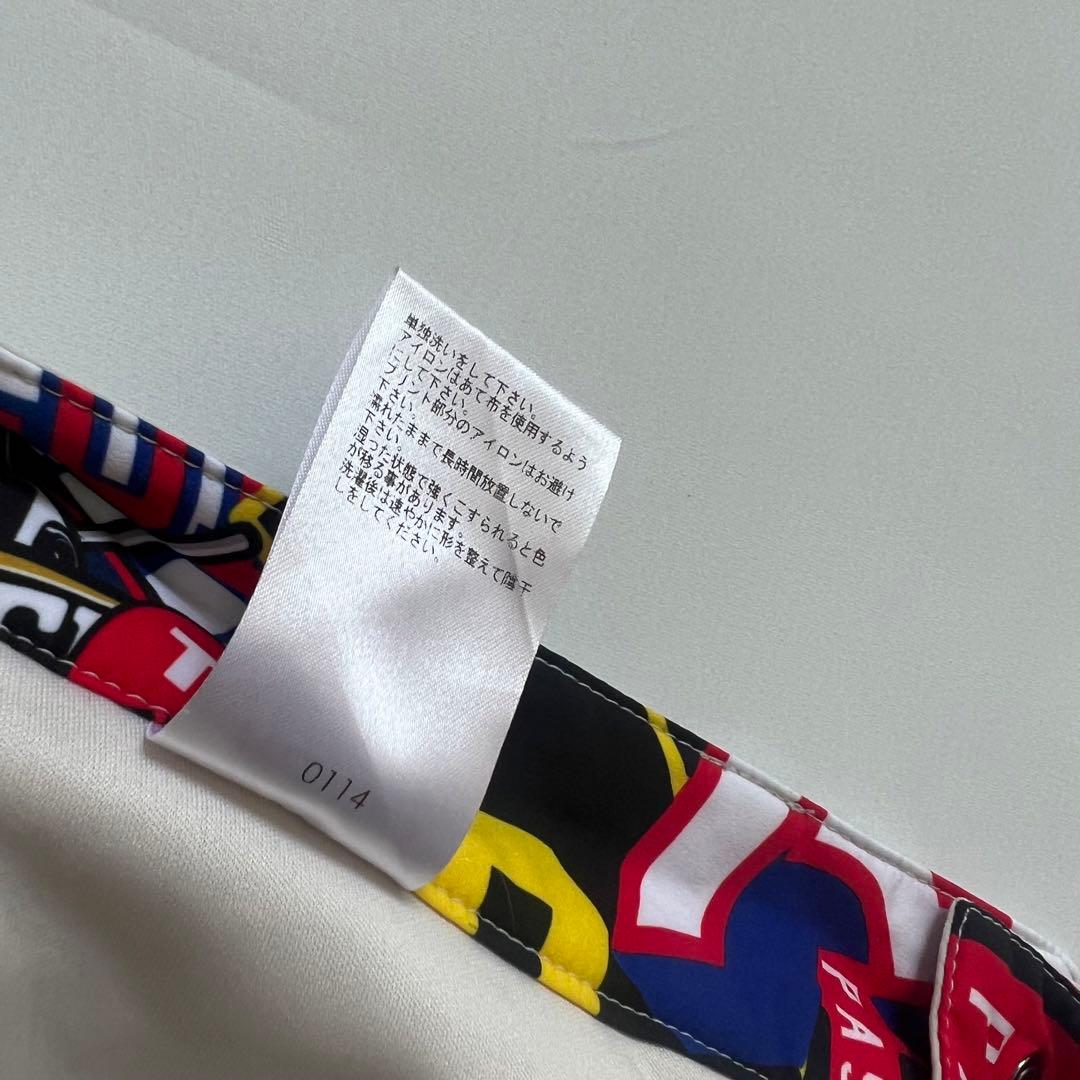 単独洗いをして下さい。
アイロンはあて布を使用するよう
にして下さい。
プリント部分のアイロンはお避け
下さい。
濡れたままで長時間放置しないで
下さい。
湿った状態で強くこすられると色
が移る事があります。
洗濯後は速やかに形を整えて陰干
しをしてください。
0114
PAS